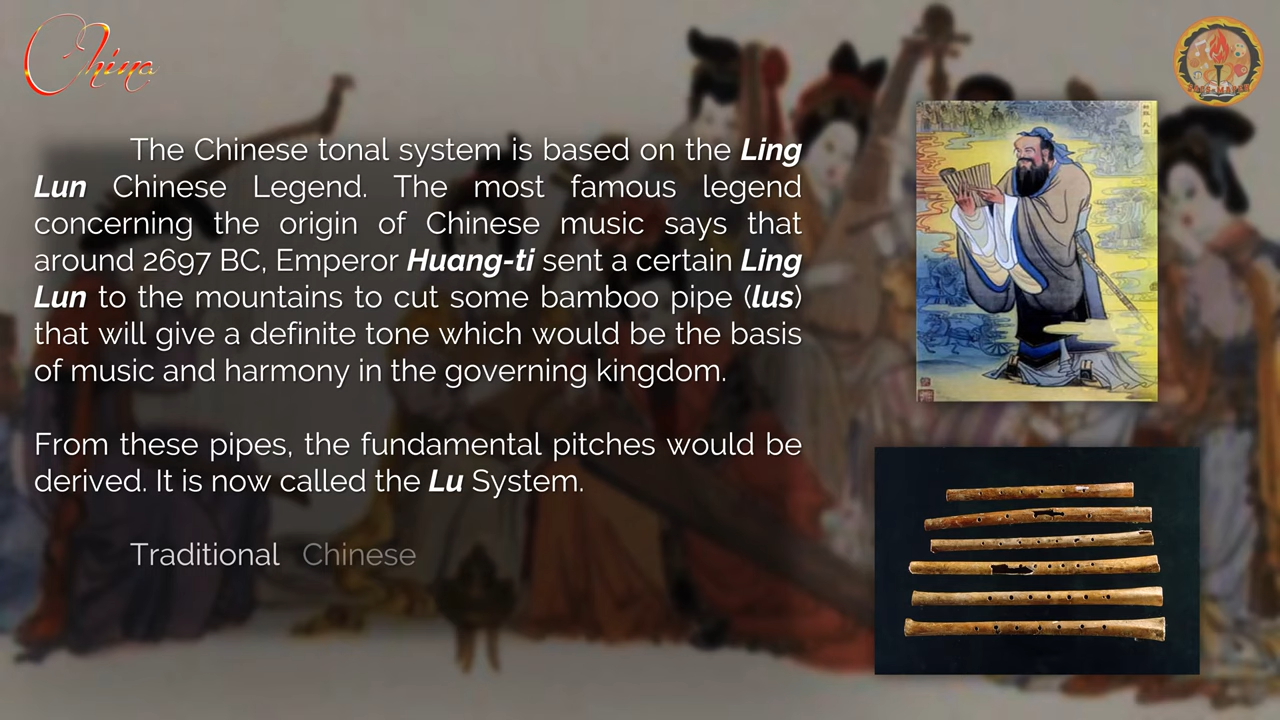 China
The Chinese tonal system is based on the Ling
Lun Chinese Legend. The most famous legend
concerning the origin of Chinese music says that
around 2697 BC, Emperor Huang-ti sent a certain Ling
Lun to the mountains to cut some bamboo pipe (lus)
that will give a definite tone which would be the basis
of music and harmony in the governing kingdom.
From these pipes, the fundamental pitches would be
derived. It is now called the Lu System.
Traditional Chinese